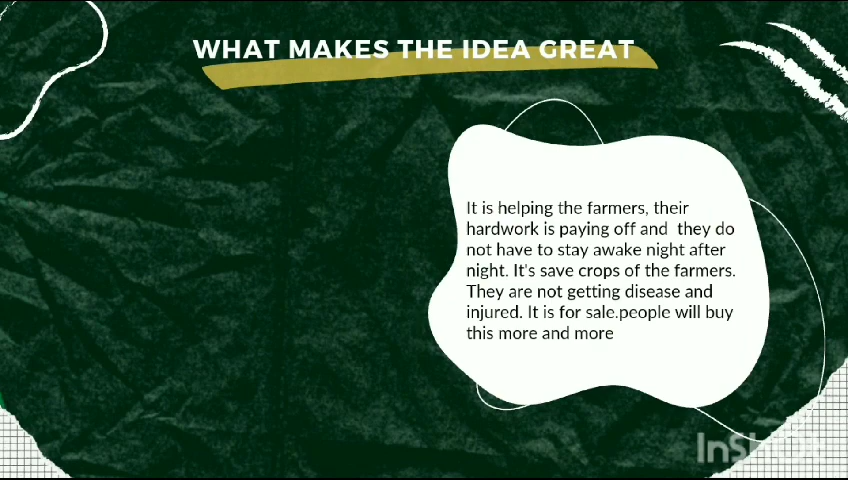 WHAT MAKES THE IDEA GREAT
It is helping the farmers, their
hardwork is paying off and  they do
not have to stay awake night after
night. It's save crops of the farmers.
They are not getting disease and
injured. It is for sale.people will buy
this more and more
InShOt